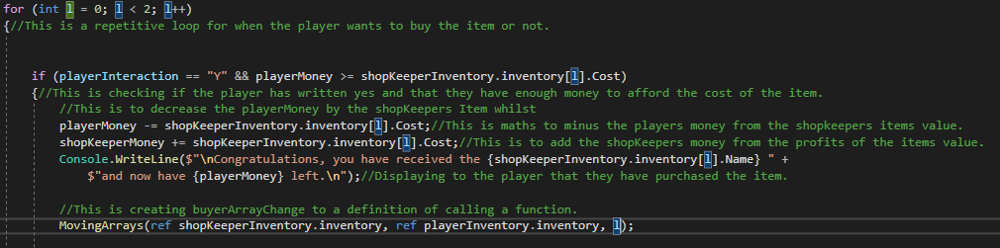 for (int l = 0; l < 2; l++)
{//This is a repetitive loop for when the player wants to buy the item or not.
if (playerInteraction == "Y" && playerMoney >= shopKeeperInventory.inventory[l].Cost)
{//This is checking if the player has written yes and that they have enough money to afford the cost of the item.
//This is to decrease the playerMoney by the shopKeepers Item whilst
playerMoney -= shopKeeperInventory.inventory[l].Cost;//This is maths to minus the players money from the shopkeepers items value.
shopKeeperMoney += shopKeeperInventory.inventory[l].Cost;//This is to add the shopKeepers money from the profits of the items value.
Console.WriteLine($"\nCongratulations, you have received the {shopKeeperInventory.inventory[l].Name} " +
$"and now have {playerMoney} left.\n");//Displaying to the player that they have purchased the item.
//This is creating buyerArrayChange to a definition of calling a function.
MovingArrays(ref shopKeeperInventory.inventory, ref playerInventory.inventory, l);